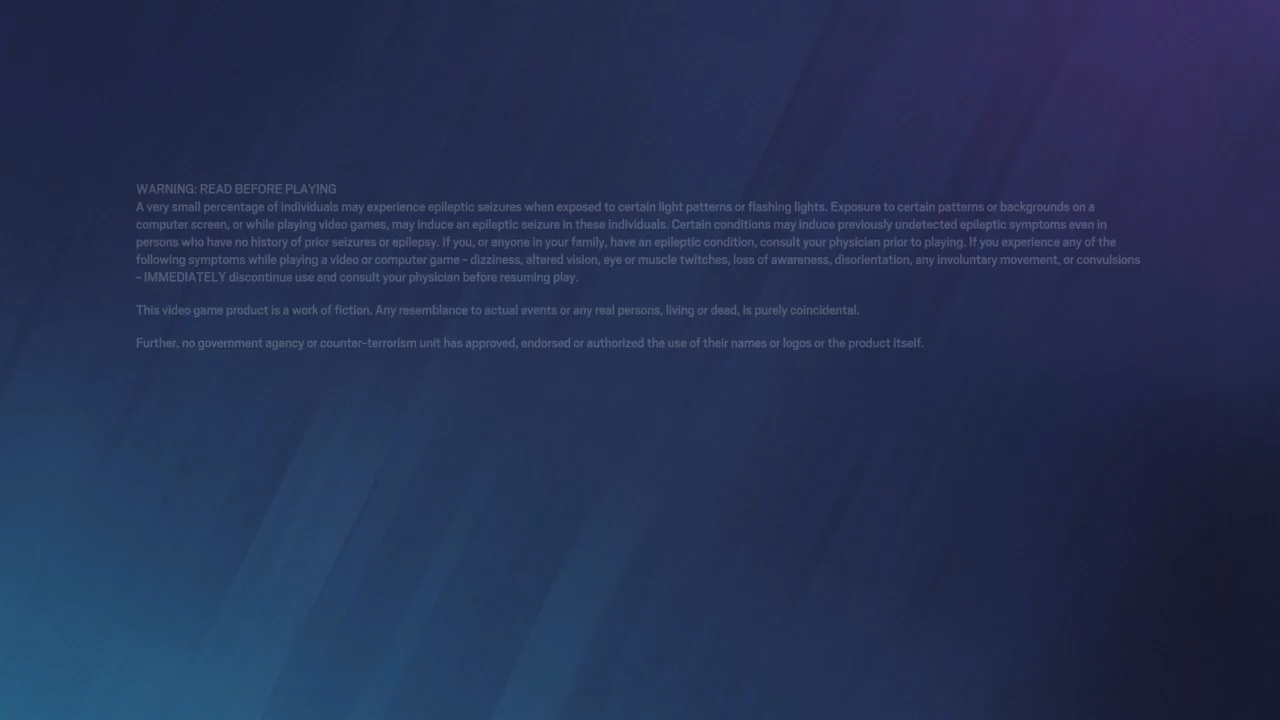 WARNING: READ BEFORE PLAYING
A very small percentage of individuals may experience epileptic seizures when exposed to certain light patterns or flashing lights. Exposure to certain patterns or backgrounds on a
computer screen, or while playing video games, may induce an epileptic seizure in these individuals. Certain conditions may induce previously undetected epileptic symptoms even in
persons who have no history of prior seizures or epilepsy. If you, or anyone in your family, have an epileptic condition, consult your physician prior to playing. If you experience any of the
following symptoms while playing a video or computer game – dizziness, altered vision, eye or muscle twitches, loss of awareness, disorientation, any involuntary movement, or convulsions
– IMMEDIATELY discontinue use and consult your physician before resuming play.
This video game product is a work of fiction. Any resemblance to actual events or any real persons, living or dead, is purely coincidental.
Further, no government agency or counter-terrorism unit has approved, endorsed or authorized the use of their names or logos or the product itself.